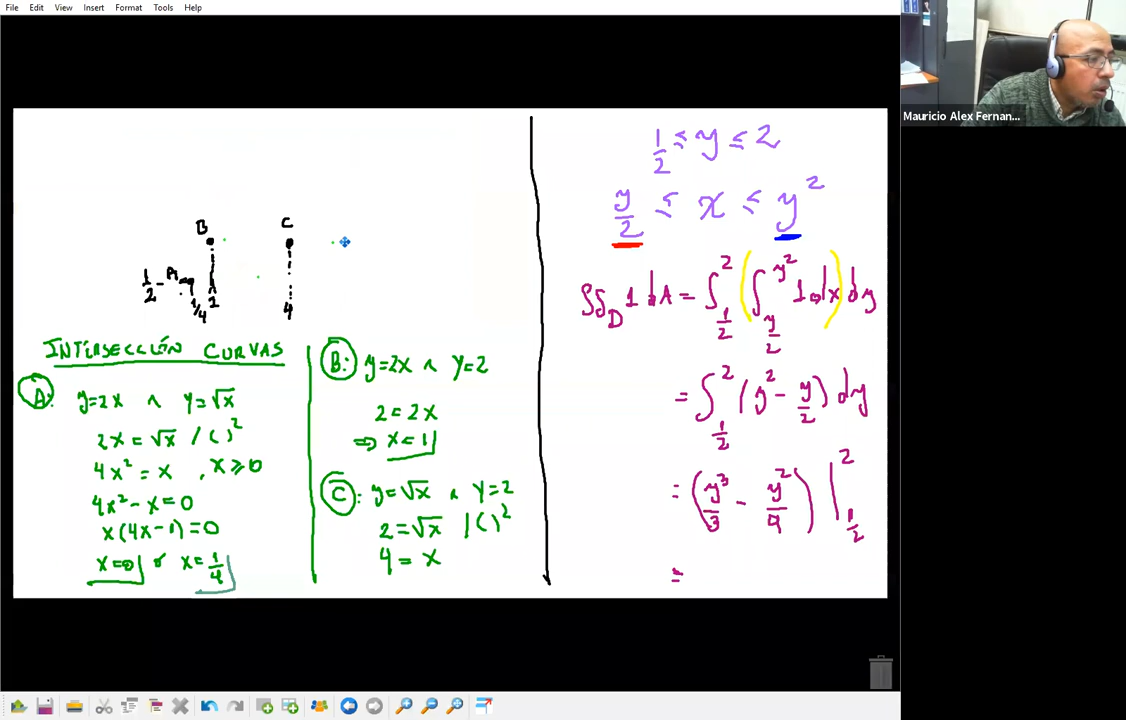 File Edit View Insert Format Tools Help
Mauricio Alex Fernan...
B C
1/2 A
1/4 1 4
INTERSECCIÓN CURVAS
A: y=2x ∧ y=√x
2x = √x /( )²
4x² = x , x ≥ 0
4x² - x = 0
x(4x-1) = 0
x=0 o x=1/4
B: y=2x ∧ y=2
2 = 2x
⇒ x = 1
C: y=√x ∧ y=2
2 = √x /( )²
4 = x
1/2 ≤ y ≤ 2
y/2 ≤ x ≤ y²
∫∫_D 1 dA = ∫_{1/2}^{2} ( ∫_{y/2}^{y²} 1 dx ) dy
= ∫_{1/2}^{2} ( y² - y/2 ) dy
= ( y³/3 - y²/4 ) |_{1/2}^{2}
=